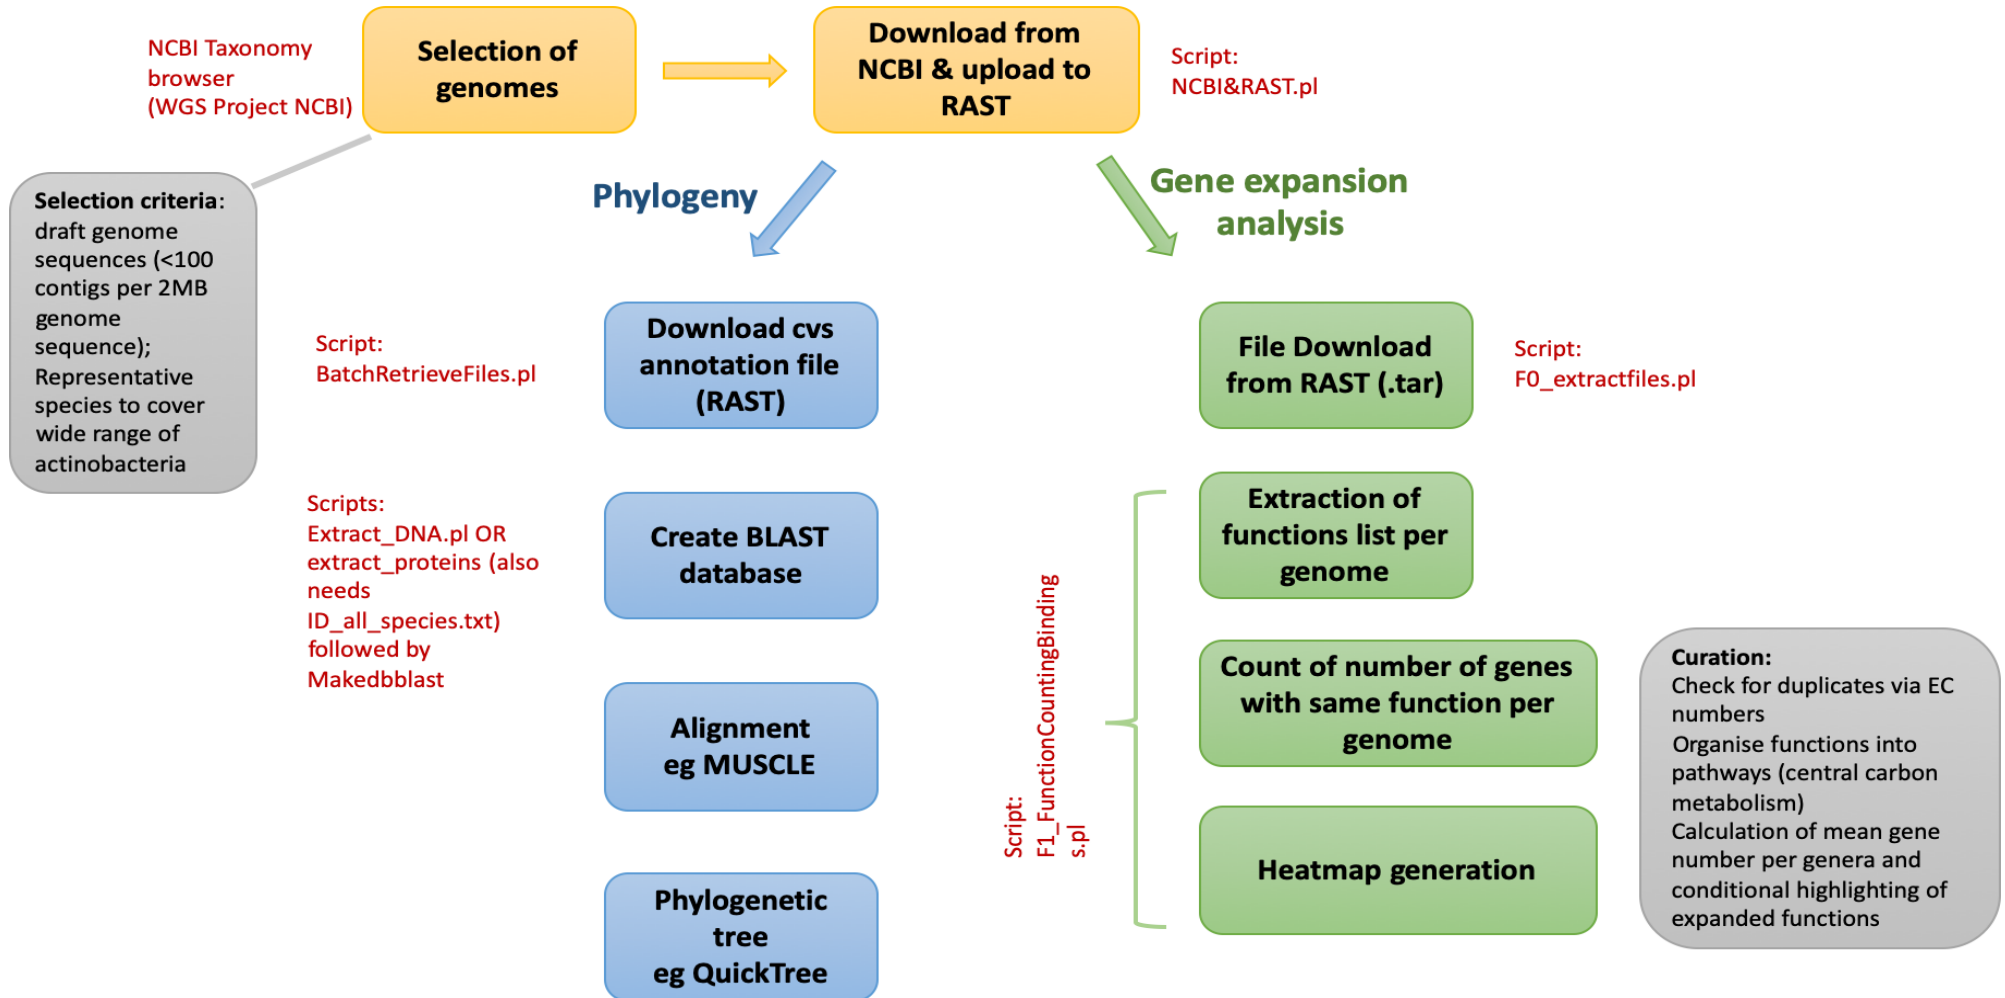 NCBI Taxonomy
browser
(WGS Project NCBI)
Selection of
genomes
Download from
NCBI & upload to
RAST
Script:
NCBI&RAST.pl
Selection criteria:
draft genome
sequences (<100
contigs per 2MB
genome
sequence);
Representative
species to cover
wide range of
actinobacteria
Phylogeny
Gene expansion
analysis
Script:
BatchRetrieveFiles.pl
Download cvs
annotation file
(RAST)
Scripts:
Extract_DNA.pl OR
extract_proteins (also
needs
ID_all_species.txt)
followed by
Makedbblast
Create BLAST
database
Alignment
eg MUSCLE
Phylogenetic
tree
eg QuickTree
File Download
from RAST (.tar)
Script:
F0_extractfiles.pl
Script:
F1_FunctionCountingBinding
s.pl
Extraction of
functions list per
genome
Count of number of genes
with same function per
genome
Heatmap generation
Curation:
Check for duplicates via EC
numbers
Organise functions into
pathways (central carbon
metabolism)
Calculation of mean gene
number per genera and
conditional highlighting of
expanded functions